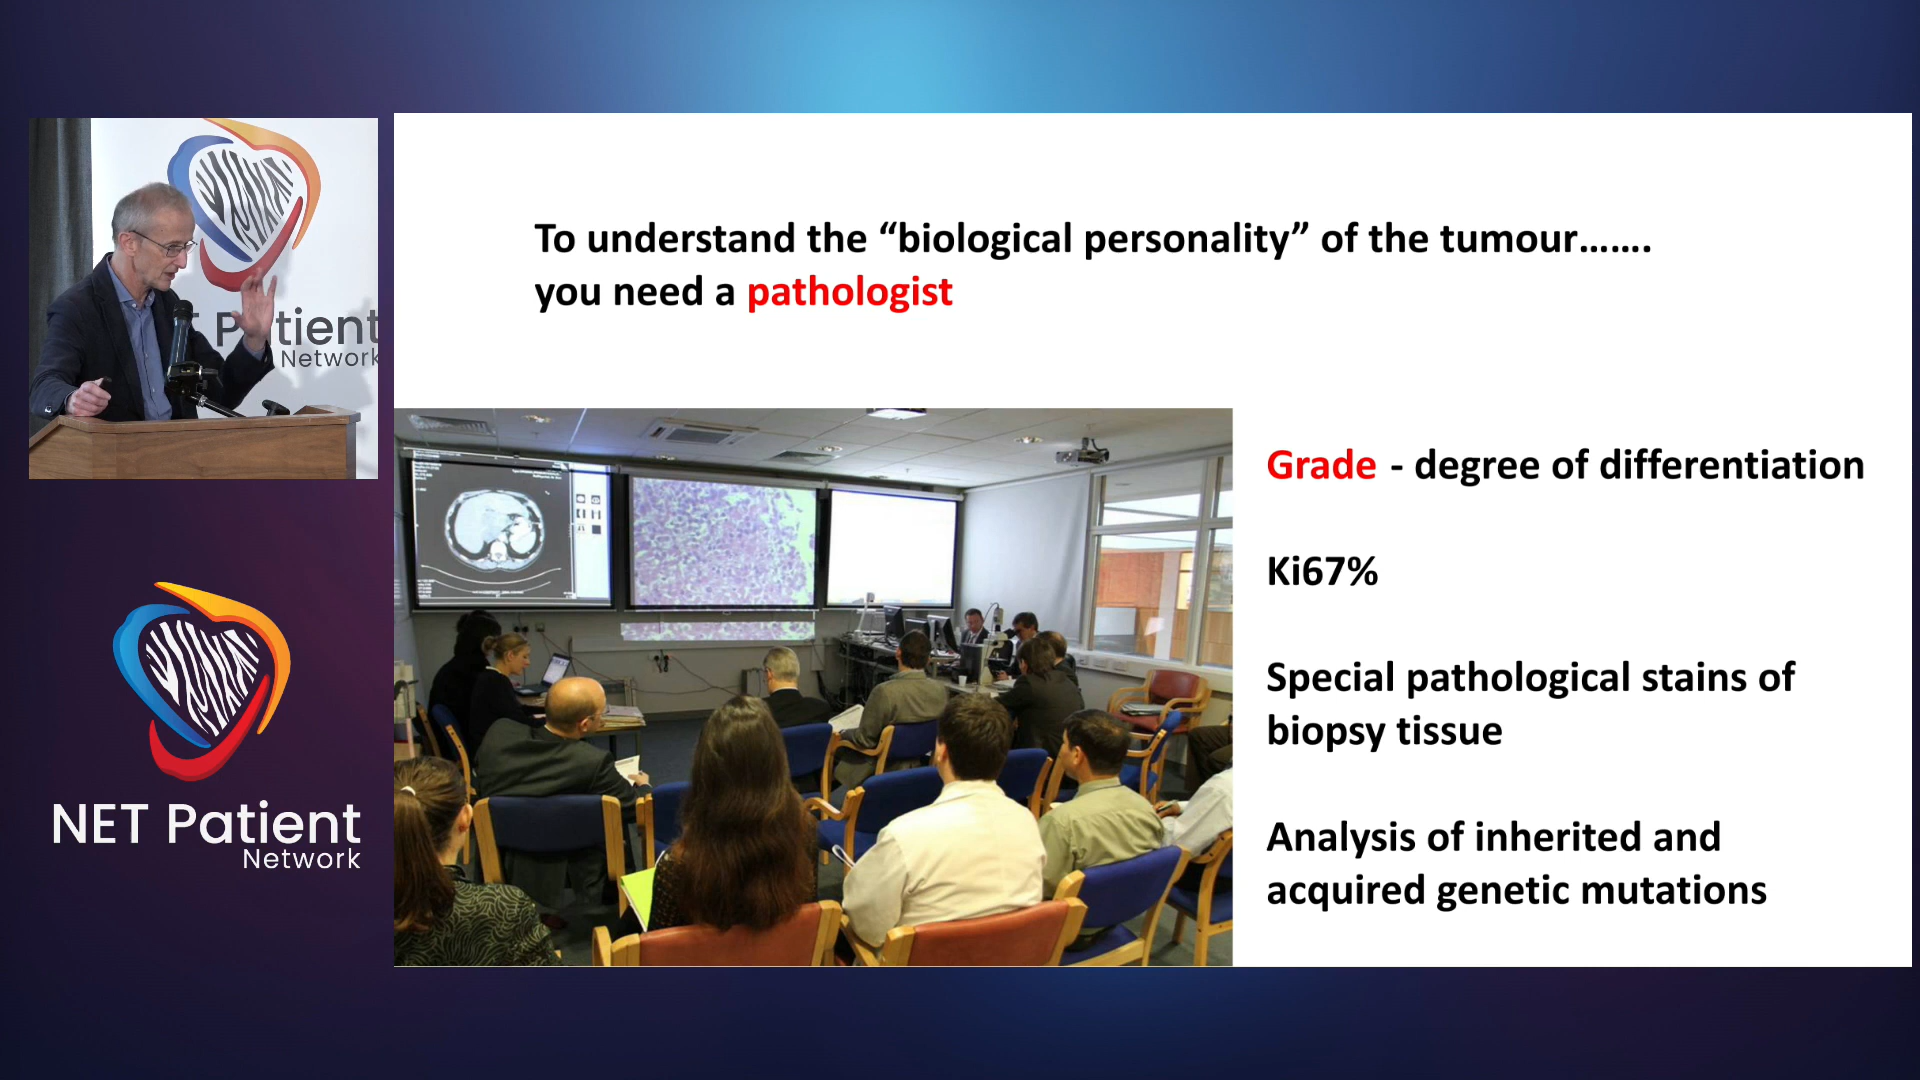 T Patient
Network
NET Patient
Network
To understand the “biological personality” of the tumour…….
you need a pathologist
Grade - degree of differentiation
Ki67%
Special pathological stains of
biopsy tissue
Analysis of inherited and
acquired genetic mutations